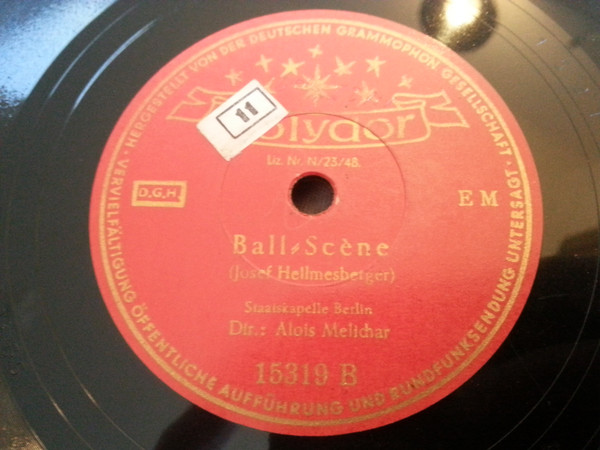 HERGESTELLT VON DER DEUTSCHEN GRAMMOPHON GESELLSCHAFT · VERVIELFÄLTIGUNG ÖFFENTLICHE AUFFÜHRUNG UND RUNDFUNKSENDUNG UNTERSAGT ·
11
Polydor
Liz. Nr. N/23/48.
D.G.H.
EM
Ball-Scène
(Josef Hellmesberger)
Staatskapelle Berlin
Dir.: Alois Melichar
15319 B